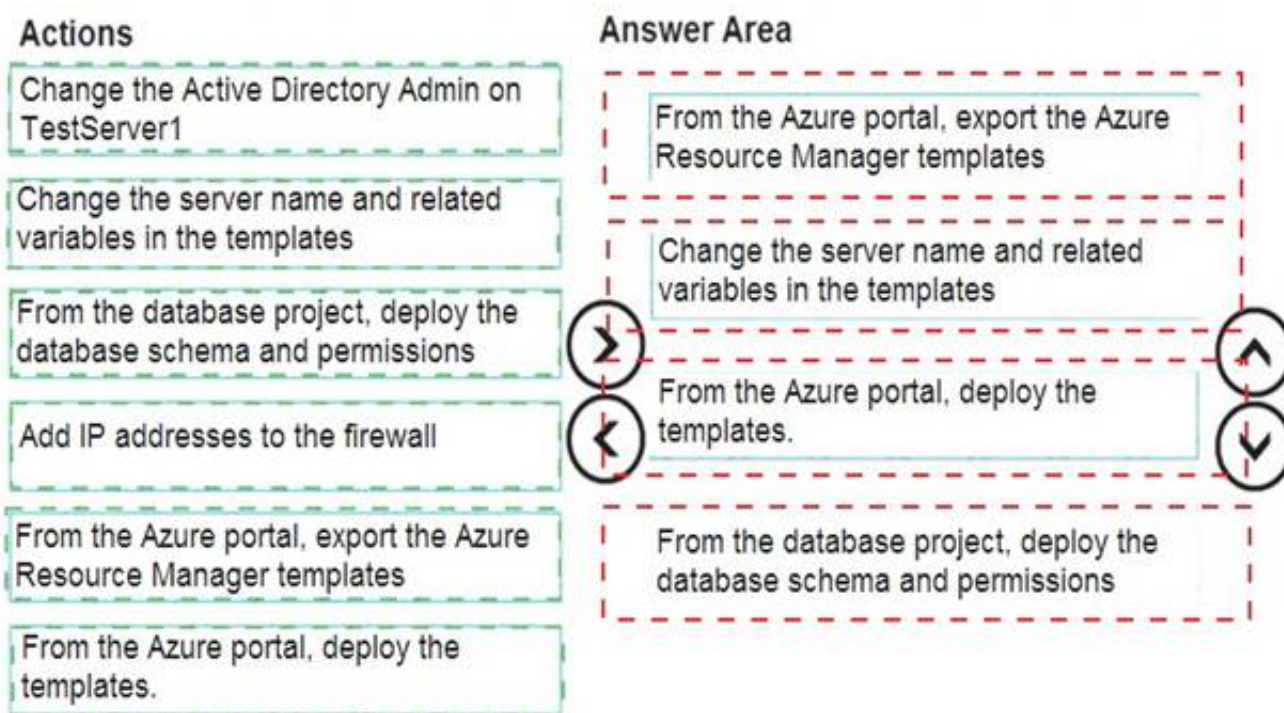 Actions
Change the Active Directory Admin on
TestServer1
Change the server name and related
variables in the templates
From the database project, deploy the
database schema and permissions
Add IP addresses to the firewall
From the Azure portal, export the Azure
Resource Manager templates
From the Azure portal, deploy the
templates.
Answer Area
From the Azure portal, export the Azure
Resource Manager templates
Change the server name and related
variables in the templates
From the Azure portal, deploy the
templates.
From the database project, deploy the
database schema and permissions